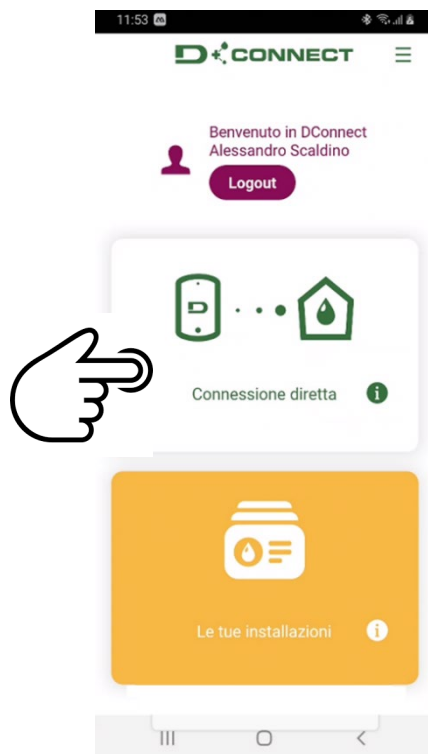 11:53
D CONNECT
Benvenuto in DConnect
Alessandro Scaldino
Logout
D
Connessione diretta i
Le tue installazioni i